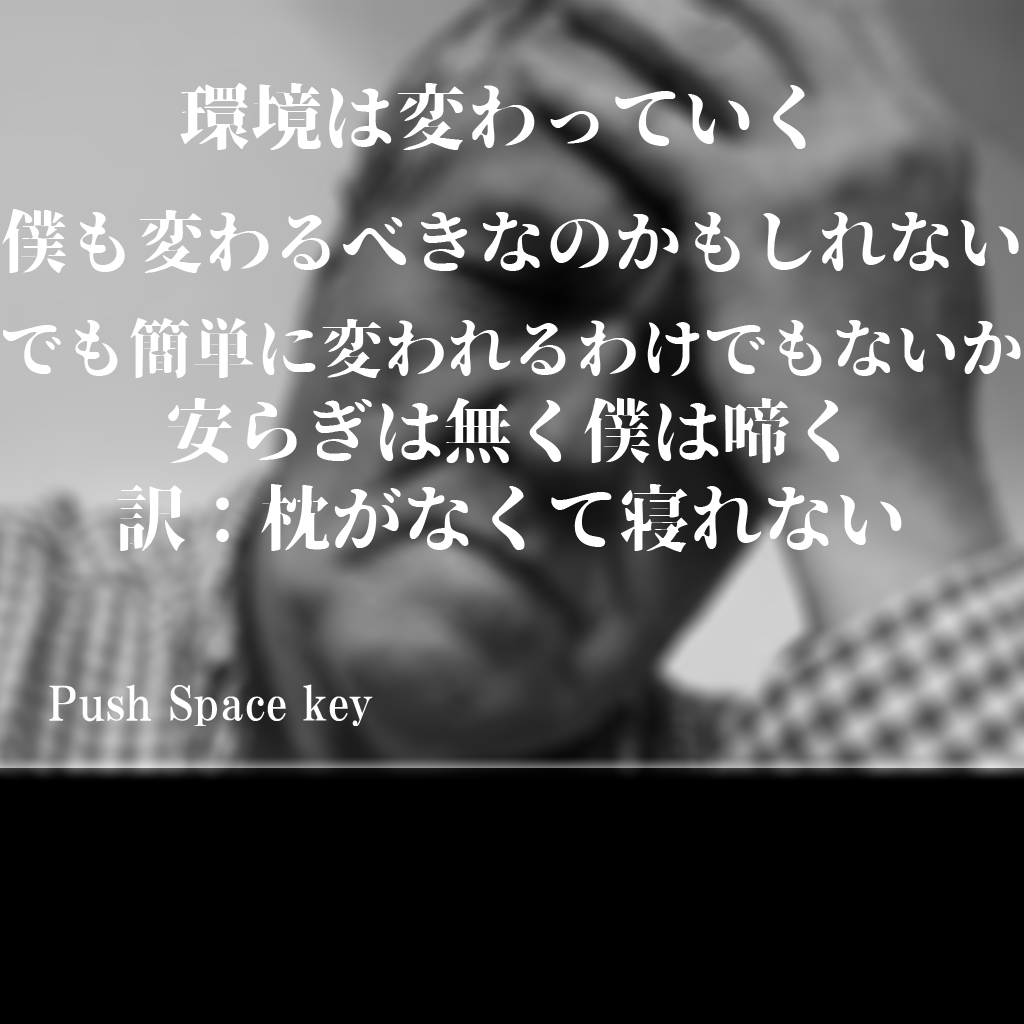 環境は変わっていく
僕も変わるべきなのかもしれない
でも簡単に変われるわけでもないか
安らぎは無く僕は啼く
訳：枕がなくて寝れない
Push Space key